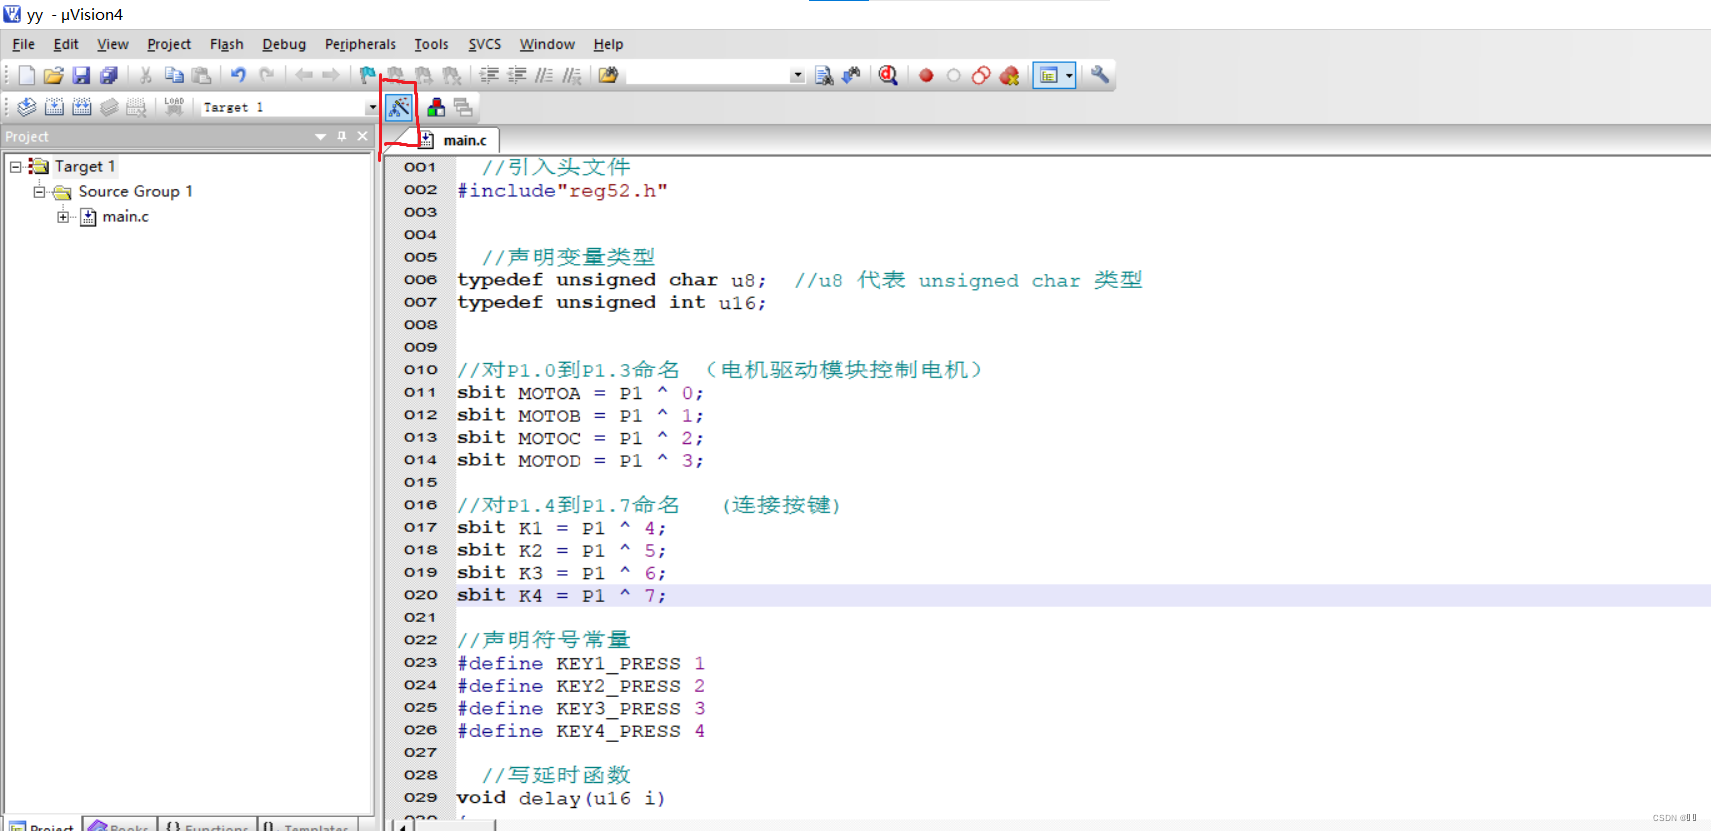 yy - µVision4
File Edit View Project Flash Debug Peripherals Tools SVCS Window Help
LOAD Target 1
Project
main.c
Target 1
Source Group 1
main.c
001 //引入头文件
002 #include"reg52.h"
003
004
005 //声明变量类型
006 typedef unsigned char u8; //u8 代表 unsigned char 类型
007 typedef unsigned int u16;
008
009
010 //对P1.0到P1.3命名 （电机驱动模块控制电机）
011 sbit MOTOA = P1 ^ 0;
012 sbit MOTOB = P1 ^ 1;
013 sbit MOTOC = P1 ^ 2;
014 sbit MOTOD = P1 ^ 3;
015
016 //对P1.4到P1.7命名 (连接按键)
017 sbit K1 = P1 ^ 4;
018 sbit K2 = P1 ^ 5;
019 sbit K3 = P1 ^ 6;
020 sbit K4 = P1 ^ 7;
021
022 //声明符号常量
023 #define KEY1_PRESS 1
024 #define KEY2_PRESS 2
025 #define KEY3_PRESS 3
026 #define KEY4_PRESS 4
027
028 //写延时函数
029 void delay(u16 i)
Project Books {} Functions Templates
CSDN @